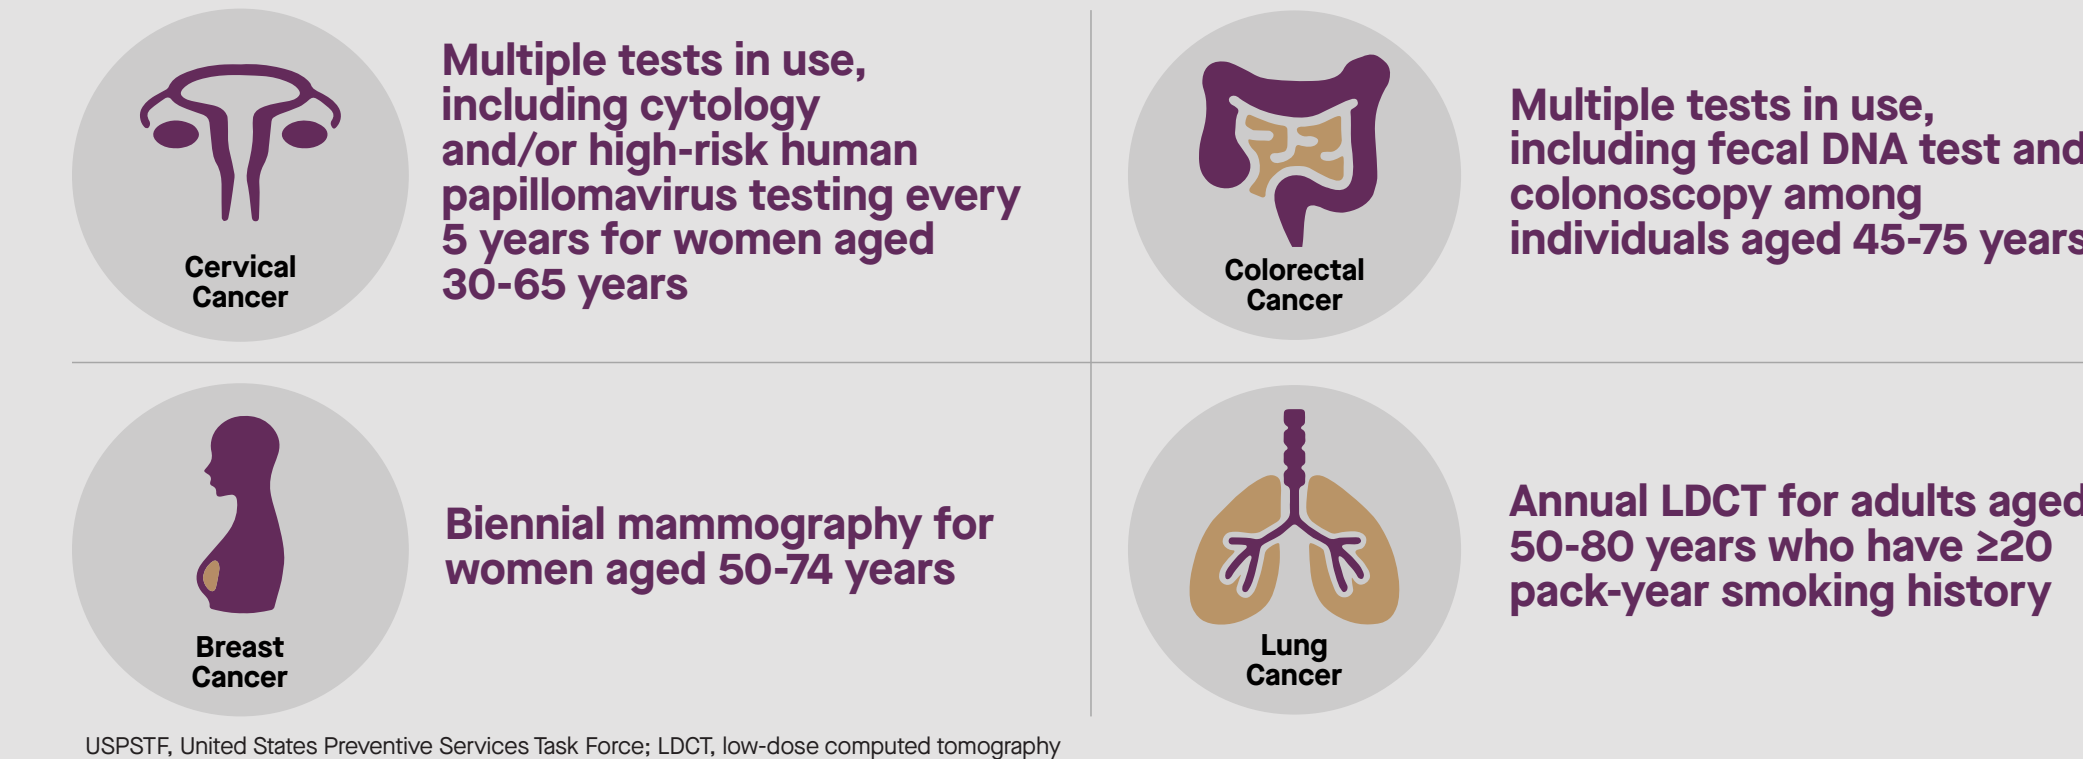 Cervical
Cancer
Multiple tests in use,
including cytology
and/or high-risk human
papillomavirus testing every
5 years for women aged
30-65 years
Colorectal
Cancer
Multiple tests in use,
including fecal DNA test and
colonoscopy among
individuals aged 45-75 years
Breast
Cancer
Biennial mammography for
women aged 50-74 years
Lung
Cancer
Annual LDCT for adults aged
50-80 years who have ≥20
pack-year smoking history
USPSTF, United States Preventive Services Task Force; LDCT, low-dose computed tomography